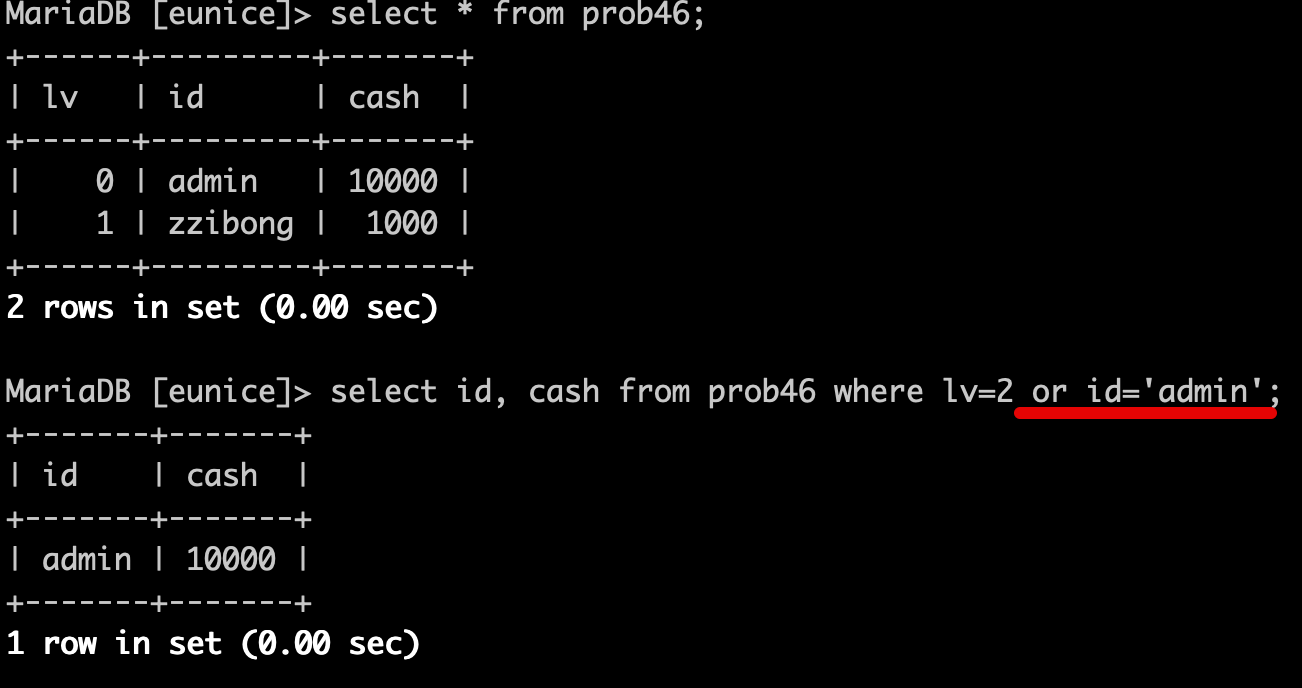 MariaDB [eunice]> select * from prob46;
+------+---------+-------+
| lv   | id      | cash  |
+------+---------+-------+
|    0 | admin   | 10000 |
|    1 | zzibong |  1000 |
+------+---------+-------+
2 rows in set (0.00 sec)
MariaDB [eunice]> select id, cash from prob46 where lv=2 or id='admin';
+-------+-------+
| id    | cash  |
+-------+-------+
| admin | 10000 |
+-------+-------+
1 row in set (0.00 sec)